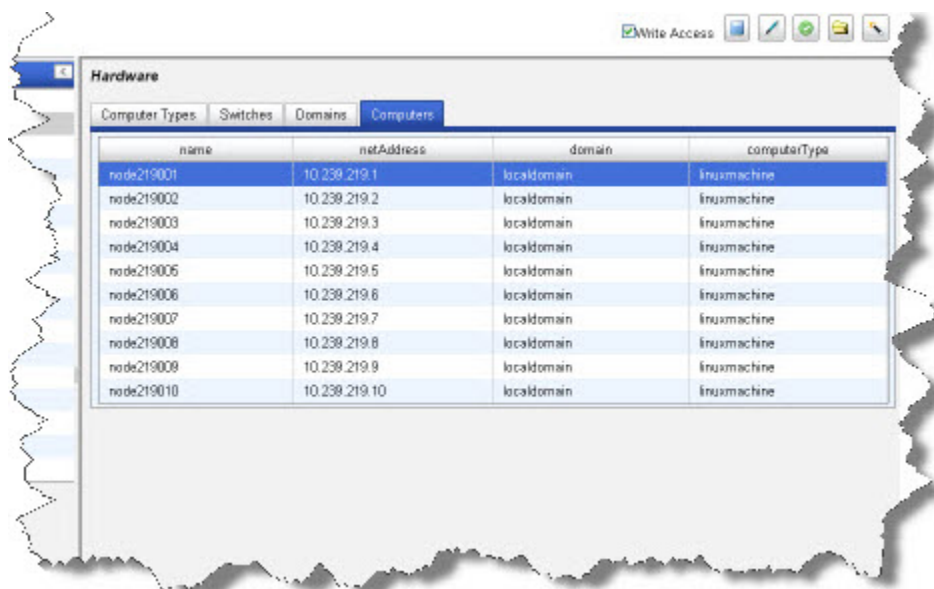 Write Access
Hardware
Computer Types Switches Domains Computers
name netAddress domain computerType
node219001 10.239.219.1 localdomain linuxmachine
node219002 10.239.219.2 localdomain linuxmachine
node219003 10.239.219.3 localdomain linuxmachine
node219004 10.239.219.4 localdomain linuxmachine
node219005 10.239.219.5 localdomain linuxmachine
node219006 10.239.219.6 localdomain linuxmachine
node219007 10.239.219.7 localdomain linuxmachine
node219008 10.239.219.8 localdomain linuxmachine
node219009 10.239.219.9 localdomain linuxmachine
node219010 10.239.219.10 localdomain linuxmachine